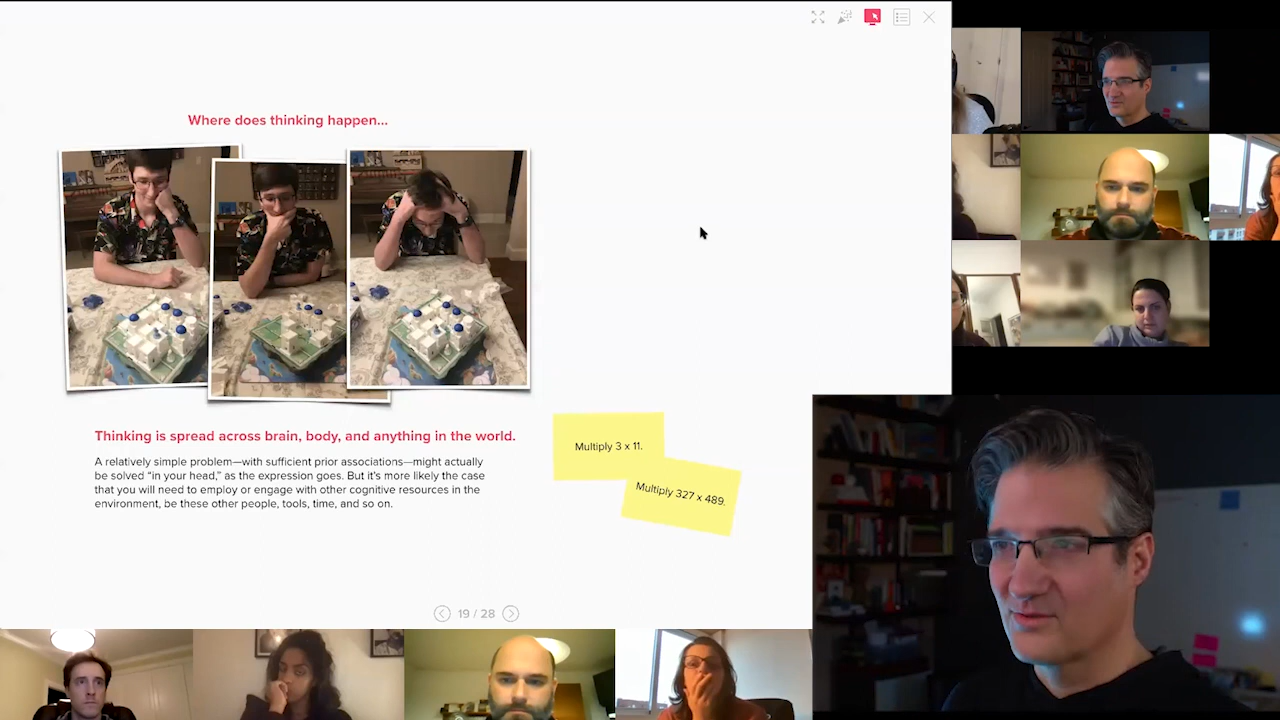 Where does thinking happen...
Thinking is spread across brain, body, and anything in the world.
A relatively simple problem—with sufficient prior associations—might actually
be solved “in your head,” as the expression goes. But it’s more likely the case
that you will need to employ or engage with other cognitive resources in the
environment, be these other people, tools, time, and so on.
Multiply 3 x 11.
Multiply 327 x 489.
19 / 28